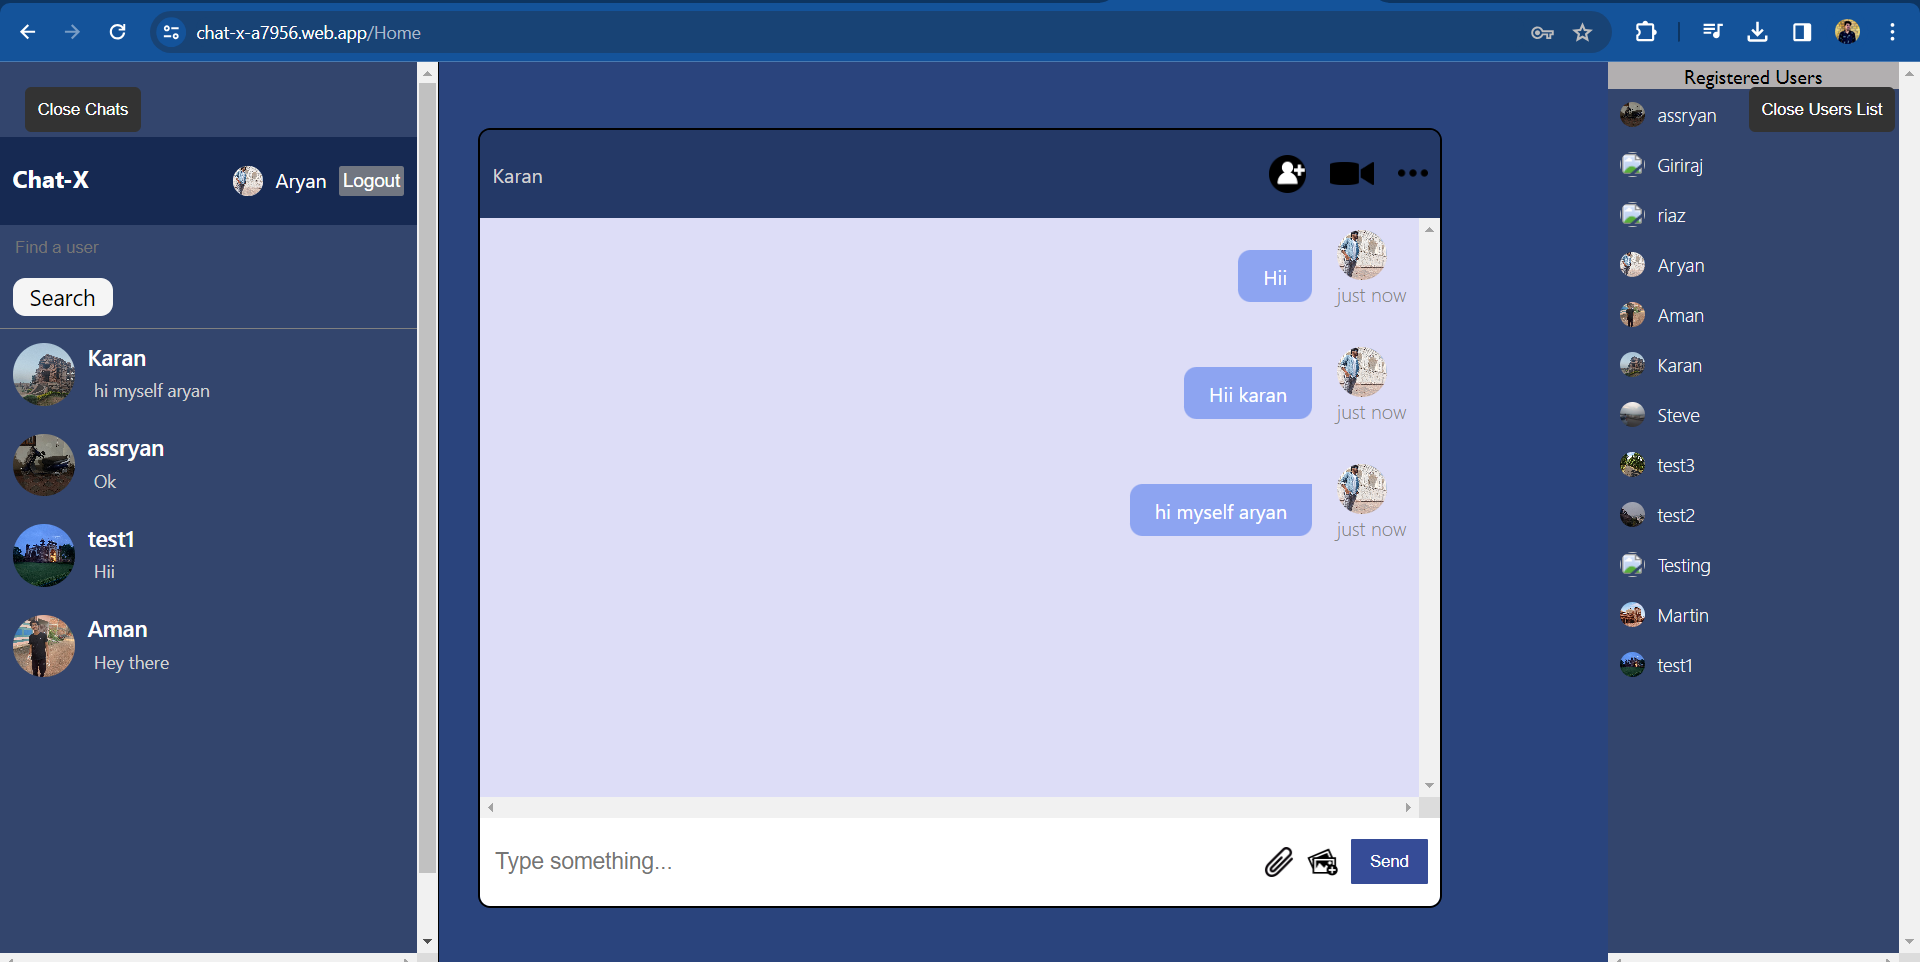 chat-x-a7956.web.app/Home
Close Chats
Chat-X
Aryan
Logout
Find a user
Search
Karan
hi myself aryan
assryan
Ok
test1
Hii
Aman
Hey there
Karan
Hii
just now
Hii karan
just now
hi myself aryan
just now
Type something...
Send
Registered Users
Close Users List
assryan
Giriraj
riaz
Aryan
Aman
Karan
Steve
test3
test2
Testing
Martin
test1